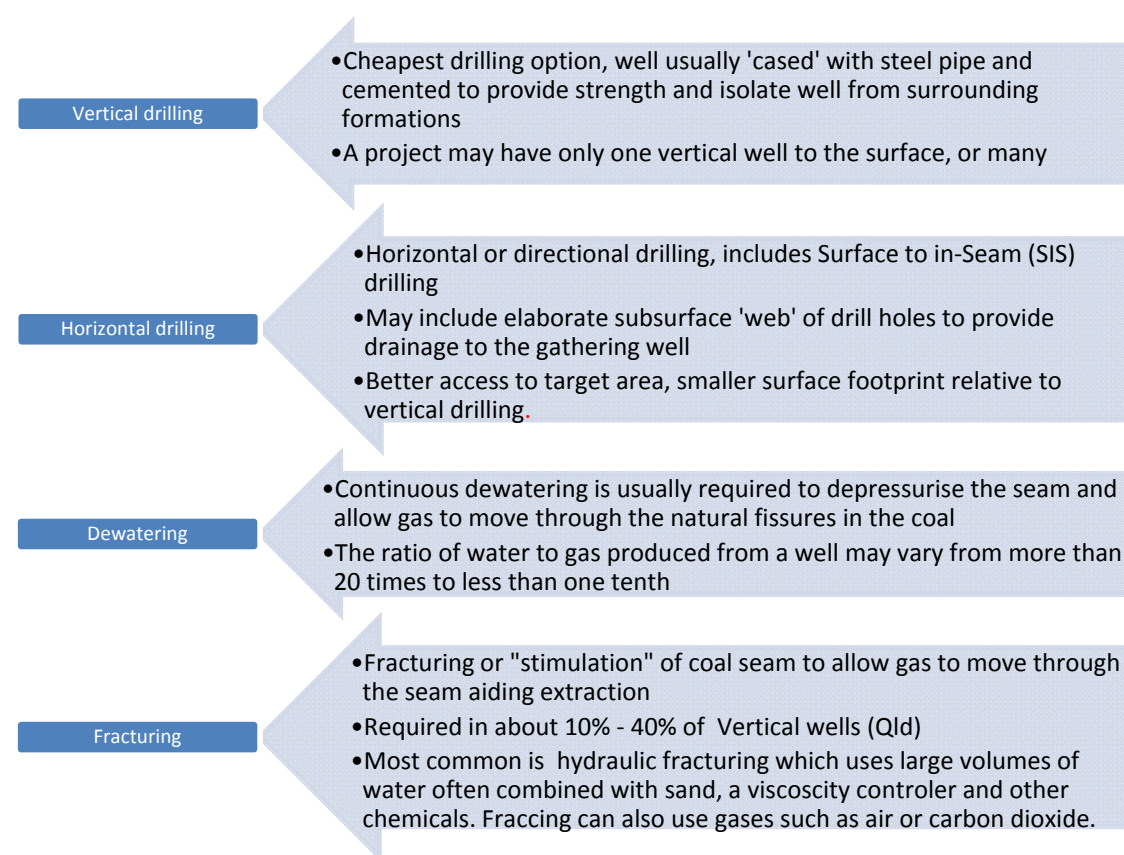 Vertical drilling
•Cheapest drilling option, well usually 'cased' with steel pipe and
cemented to provide strength and isolate well from surrounding
formations
•A project may have only one vertical well to the surface, or many
Horizontal drilling
•Horizontal or directional drilling, includes Surface to in-Seam (SIS)
drilling
•May include elaborate subsurface 'web' of drill holes to provide
drainage to the gathering well
•Better access to target area, smaller surface footprint relative to
vertical drilling.
Dewatering
•Continuous dewatering is usually required to depressurise the seam and
allow gas to move through the natural fissures in the coal
•The ratio of water to gas produced from a well may vary from more than
20 times to less than one tenth
Fracturing
•Fracturing or "stimulation" of coal seam to allow gas to move through
the seam aiding extraction
•Required in about 10% - 40% of Vertical wells (Qld)
•Most common is hydraulic fracturing which uses large volumes of
water often combined with sand, a viscosity controler and other
chemicals. Fraccing can also use gases such as air or carbon dioxide.